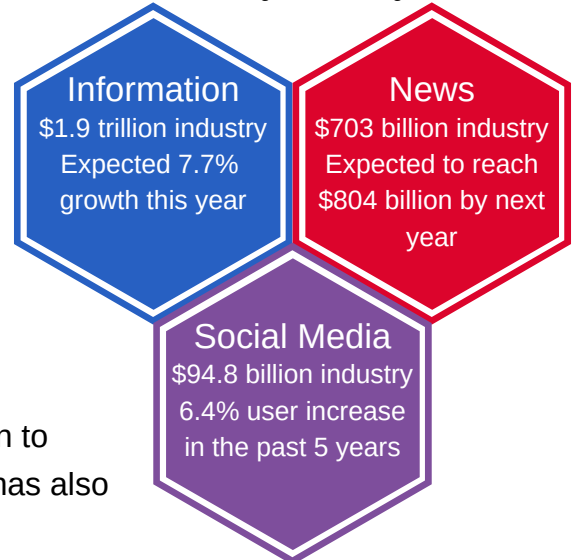 Information
$1.9 trillion industry
Expected 7.7%
growth this year
News
$703 billion industry
Expected to reach
$804 billion by next
year
Social Media
$94.8 billion industry
6.4% user increase
in the past 5 years
to
has also